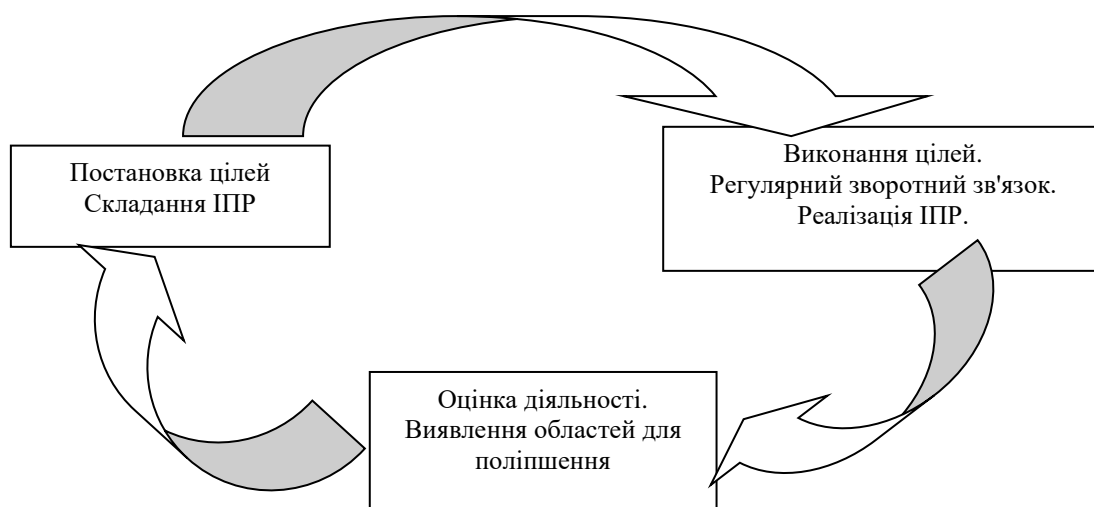 Постановка цілей
Складання ІПР
Виконання цілей.
Регулярний зворотний зв'язок.
Реалізація ІПР.
Оцінка діяльності.
Виявлення областей для
поліпшення